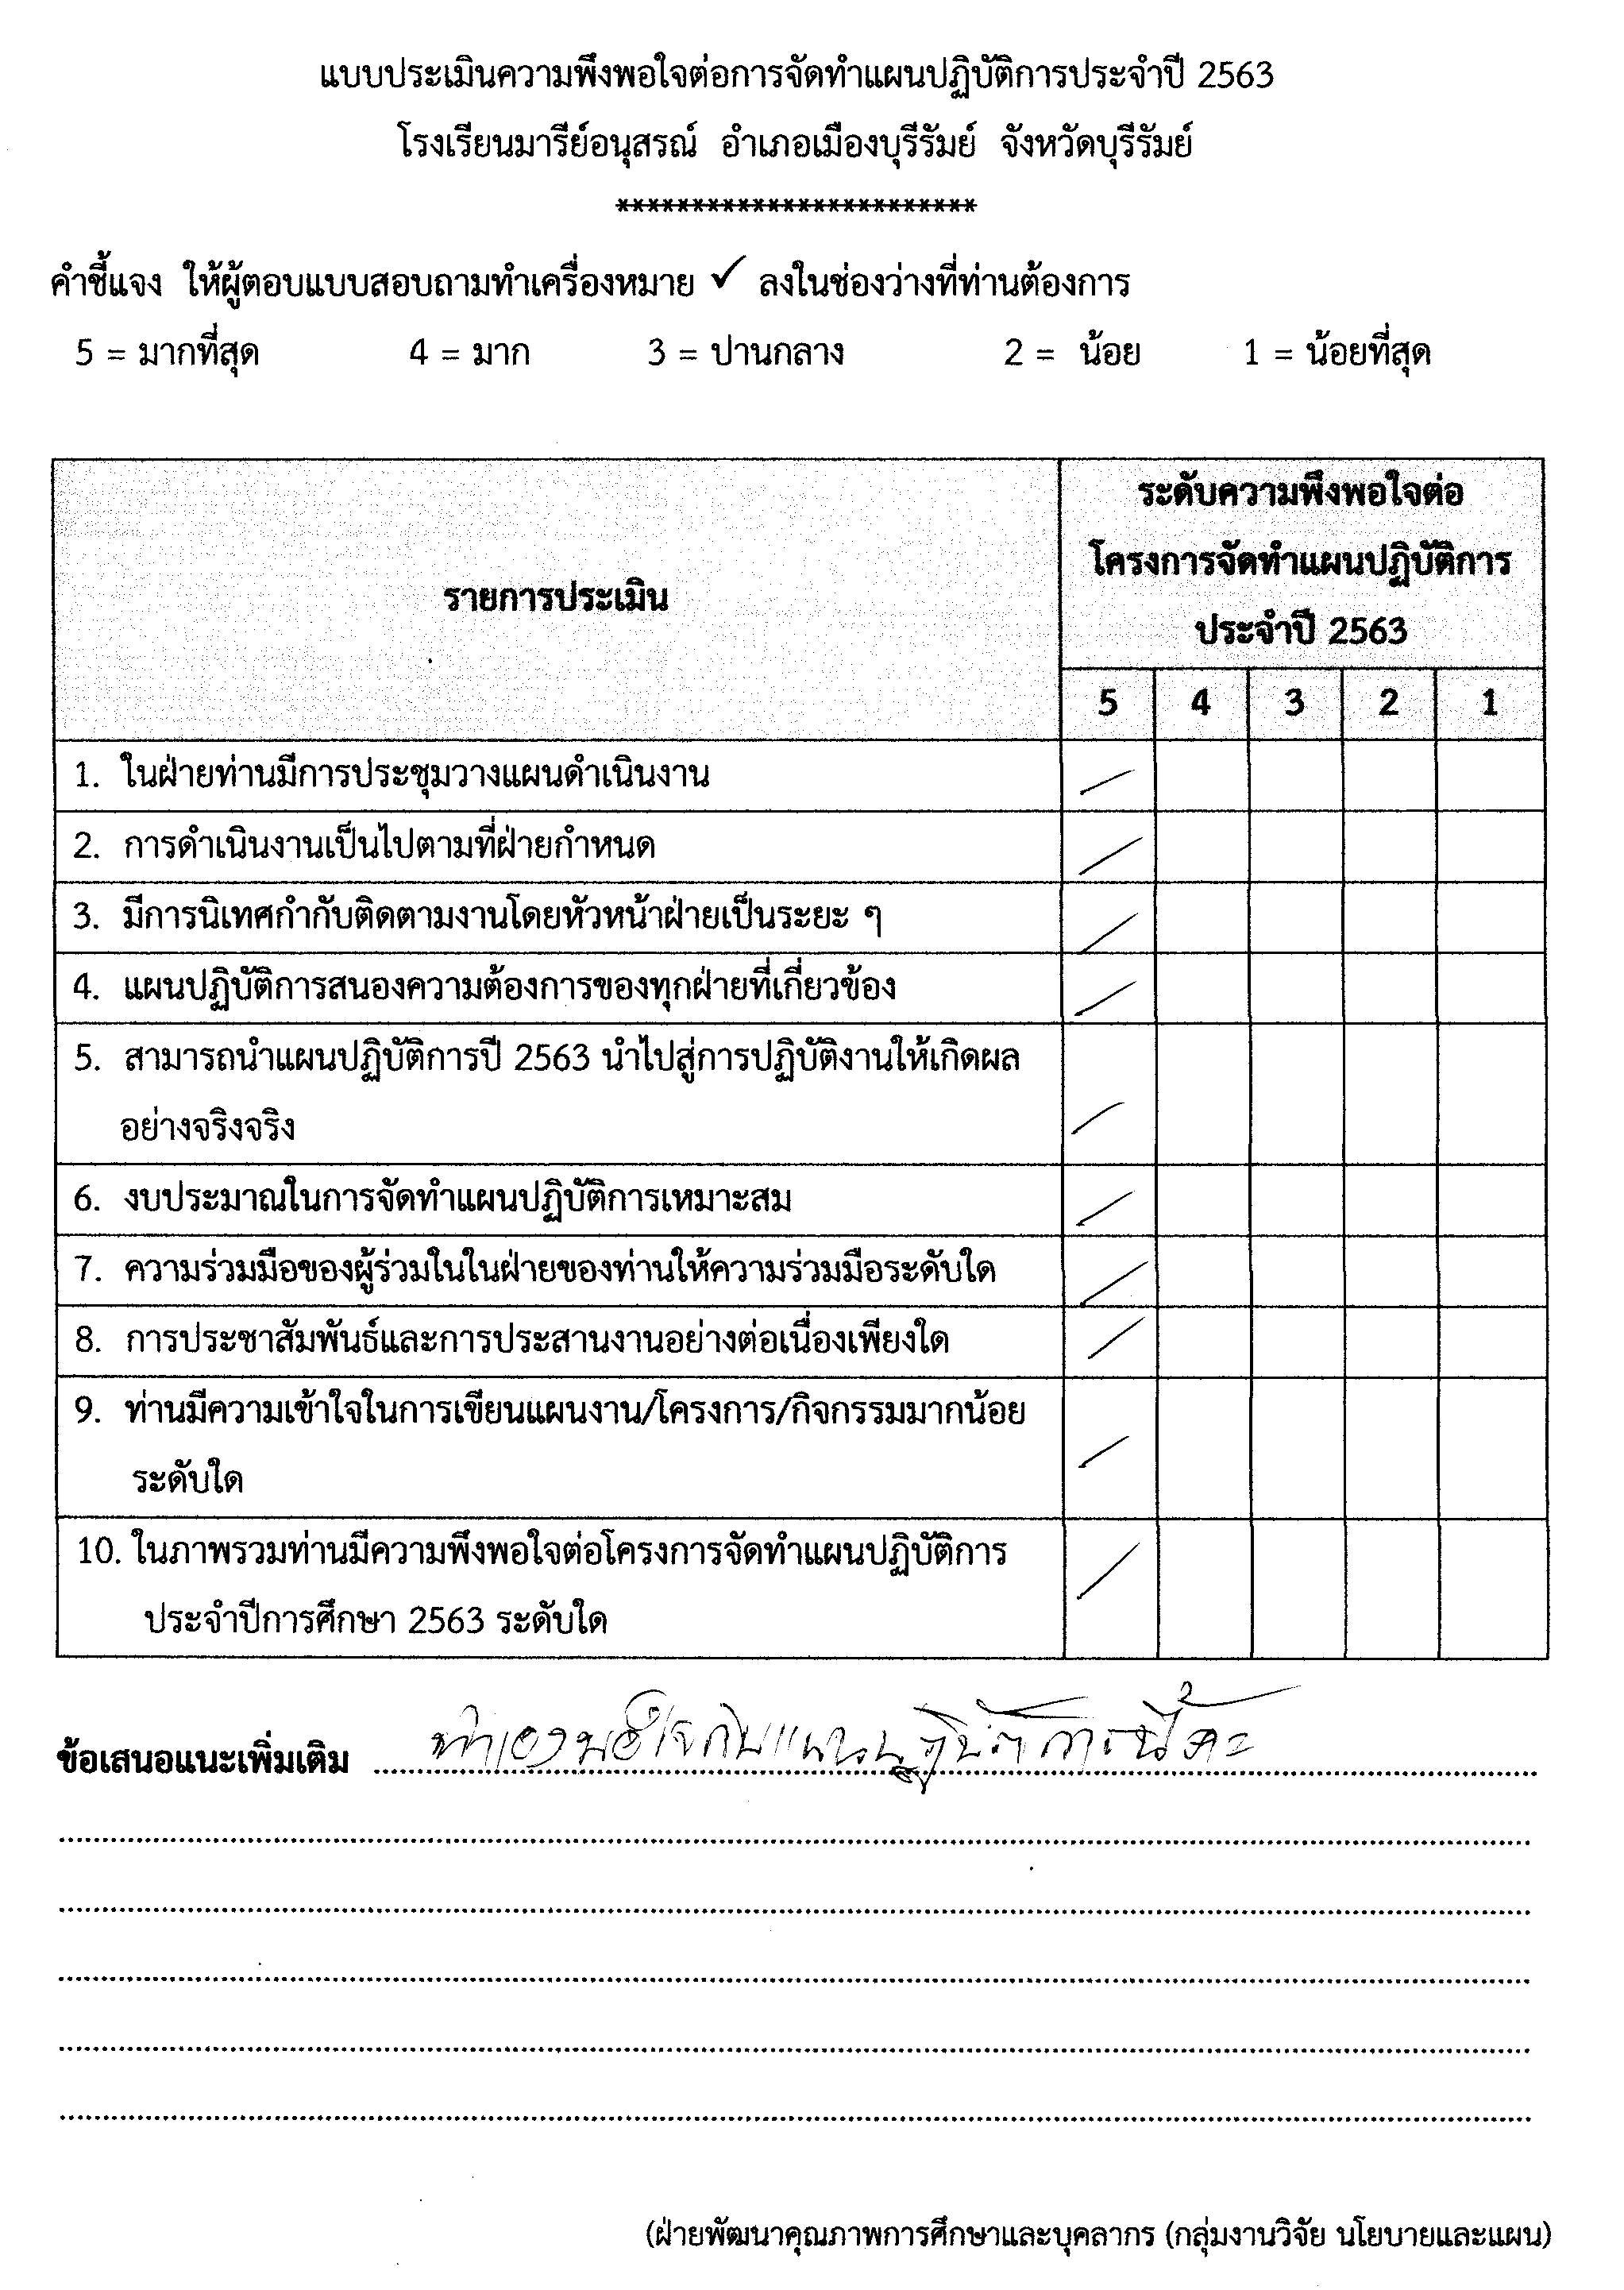 แบบประเมินความพึงพอใจต่อการจัดทำแผนปฏิบัติการประจำปี 2563
โรงเรียนมารีย์อนุสรณ์ อำเภอเมืองบุรีรัมย์ จังหวัดบุรีรัมย์
************************
คำชี้แจง ให้ผู้ตอบแบบสอบถามทำเครื่องหมาย ✓ ลงในช่องว่างที่ท่านต้องการ
5 = มากที่สุด 4 = มาก 3 = ปานกลาง 2 = น้อย 1 = น้อยที่สุด
รายการประเมิน
ระดับความพึงพอใจต่อ
โครงการจัดทำแผนปฏิบัติการ
ประจำปี 2563
5 4 3 2 1
1. ในฝ่ายท่านมีการประชุมวางแผนดำเนินงาน
2. การดำเนินงานเป็นไปตามที่ฝ่ายกำหนด
3. มีการนิเทศกำกับติดตามงานโดยหัวหน้าฝ่ายเป็นระยะ ๆ
4. แผนปฏิบัติการสนองความต้องการของทุกฝ่ายที่เกี่ยวข้อง
5. สามารถนำแผนปฏิบัติการปี 2563 นำไปสู่การปฏิบัติงานให้เกิดผล
อย่างจริงจริง
6. งบประมาณในการจัดทำแผนปฏิบัติการเหมาะสม
7. ความร่วมมือของผู้ร่วมในในฝ่ายของท่านให้ความร่วมมือระดับใด
8. การประชาสัมพันธ์และการประสานงานอย่างต่อเนื่องเพียงใด
9. ท่านมีความเข้าใจในการเขียนแผนงาน/โครงการ/กิจกรรมมากน้อย
ระดับใด
10. ในภาพรวมท่านมีความพึงพอใจต่อโครงการจัดทำแผนปฏิบัติการ
ประจำปีการศึกษา 2563 ระดับใด
ข้อเสนอแนะเพิ่มเติม พอใจกับแผนปฏิบัติการนี้ค่ะ
(ฝ่ายพัฒนาคุณภาพการศึกษาและบุคลากร (กลุ่มงานวิจัย นโยบายและแผน)